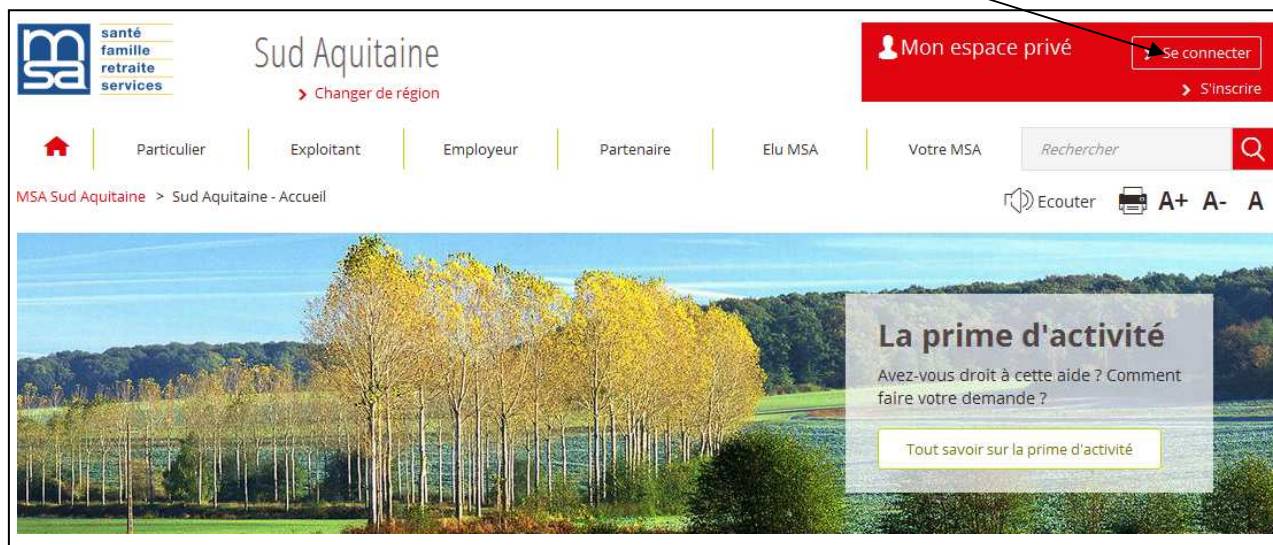 msa
santé
famille
retraite
services
Sud Aquitaine
Changer de région
Mon espace privé
Se connecter
S'inscrire
Particulier
Exploitant
Employeur
Partenaire
Elu MSA
Votre MSA
Rechercher
MSA Sud Aquitaine > Sud Aquitaine - Accueil
Ecouter
A+ A- A
La prime d'activité
Avez-vous droit à cette aide ? Comment
faire votre demande ?
Tout savoir sur la prime d'activité